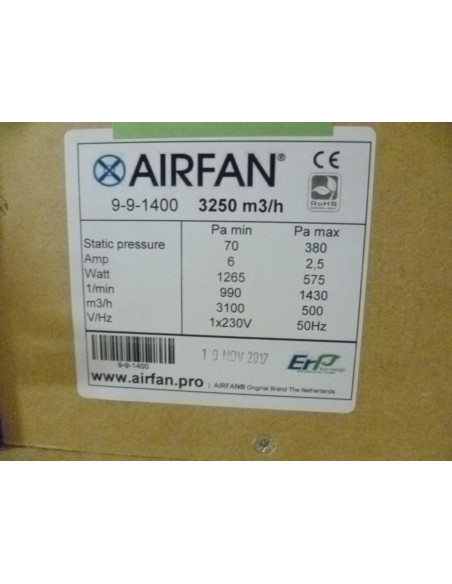 AIRFAN® CE
9-9-1400 3250 m3/h
RoHS
Pa min Pa max
Static pressure 70 380
Amp 6 2,5
Watt 1265 575
1/min 990 1430
m3/h 3100 500
V/Hz 1x230V 50Hz
9-9-1400
10 NOV 2017
ErP
www.airfan.pro | AIRFAN® Original Brand The Netherlands